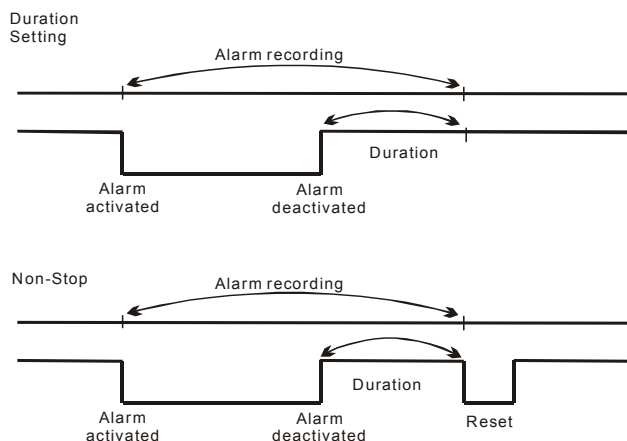 Duration
Setting
Alarm recording
Duration
Alarm
activated
Alarm
deactivated
Non-Stop
Alarm recording
Duration
Alarm
activated
Alarm
deactivated
Reset